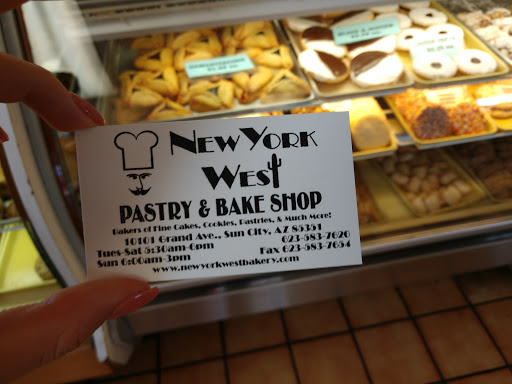 NEW YORK
WEST
PASTRY & BAKE SHOP
Bakers of Fine Cakes, Cookies, Pastries, & Much More!
10101 Grand Ave., Sun City, AZ 85351
623-583-7620
Tues-Sat 5:30am-6pm
Fax 623-583-7654
Sun 6:00am-3pm
www.newyorkwestbakery.com